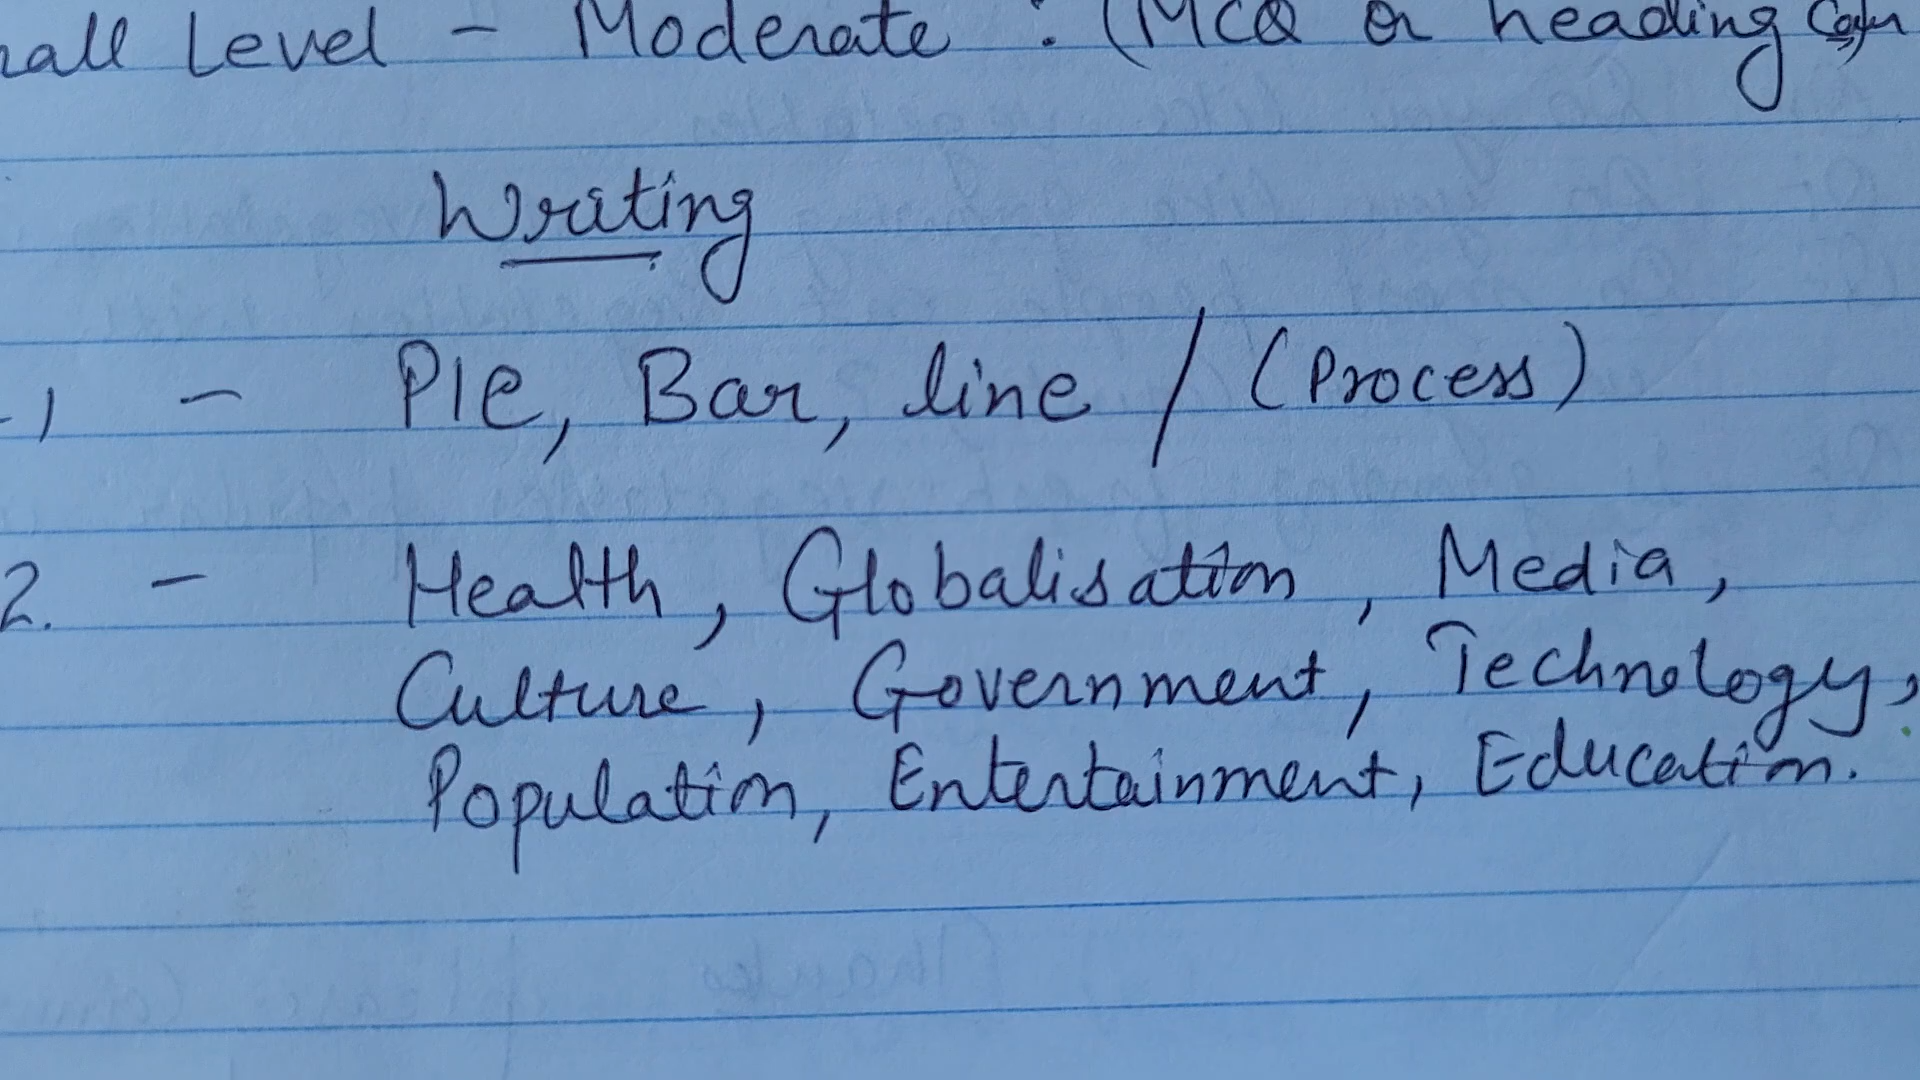 rall Level - Moderate : (MCQ or heading
Writing
-1 - PIe, Bar, line / (Process)
2. - Health, Globalisation, Media,
Culture, Government, Technology,
Population, Entertainment, Education.